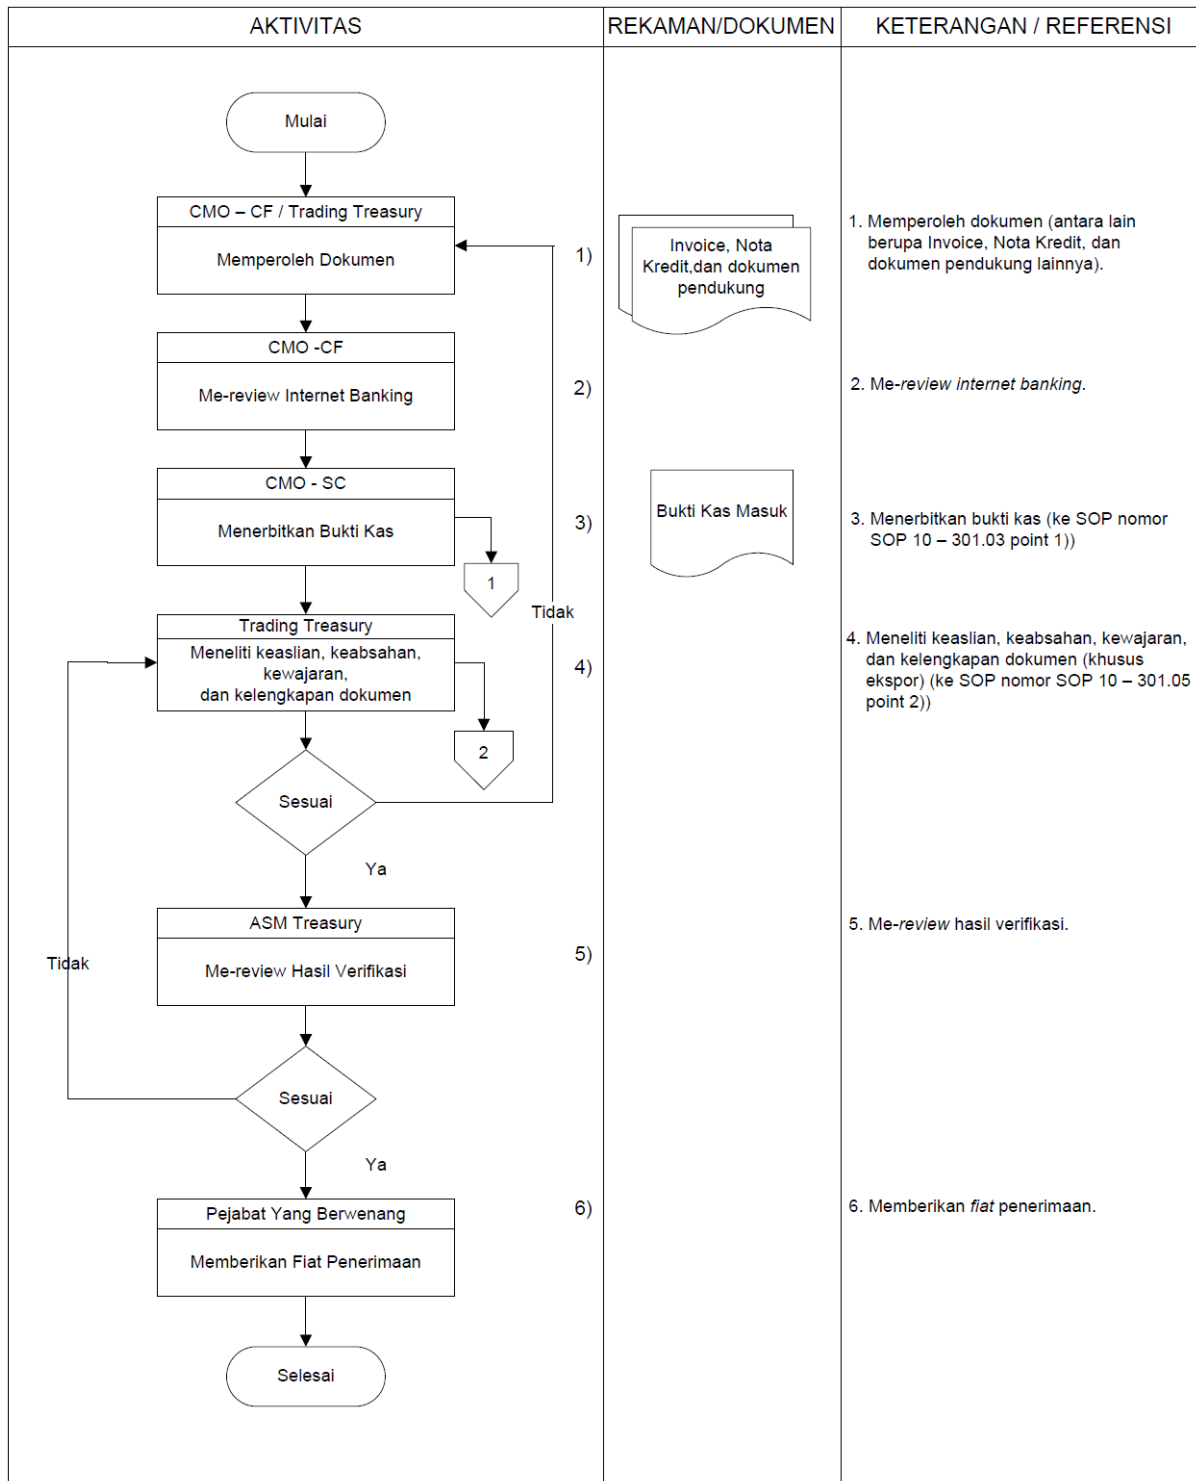 AKTIVITAS
REKAMAN/DOKUMEN
KETERANGAN / REFERENSI
Mulai
CMO – CF / Trading Treasury
Memperoleh Dokumen
1)
Invoice, Nota
Kredit,dan dokumen
pendukung
1. Memperoleh dokumen (antara lain
berupa Invoice, Nota Kredit, dan
dokumen pendukung lainnya).
CMO -CF
Me-review Internet Banking
2)
2. Me-review internet banking.
CMO - SC
Menerbitkan Bukti Kas
3)
Bukti Kas Masuk
3. Menerbitkan bukti kas (ke SOP nomor
SOP 10 – 301.03 point 1))
1
Tidak
Trading Treasury
Meneliti keaslian, keabsahan,
kewajaran,
dan kelengkapan dokumen
4)
4. Meneliti keaslian, keabsahan, kewajaran,
dan kelengkapan dokumen (khusus
ekspor) (ke SOP nomor SOP 10 – 301.05
point 2))
2
Sesuai
Ya
ASM Treasury
Me-review Hasil Verifikasi
5)
5. Me-review hasil verifikasi.
Tidak
Sesuai
Ya
Pejabat Yang Berwenang
Memberikan Fiat Penerimaan
6)
6. Memberikan fiat penerimaan.
Selesai